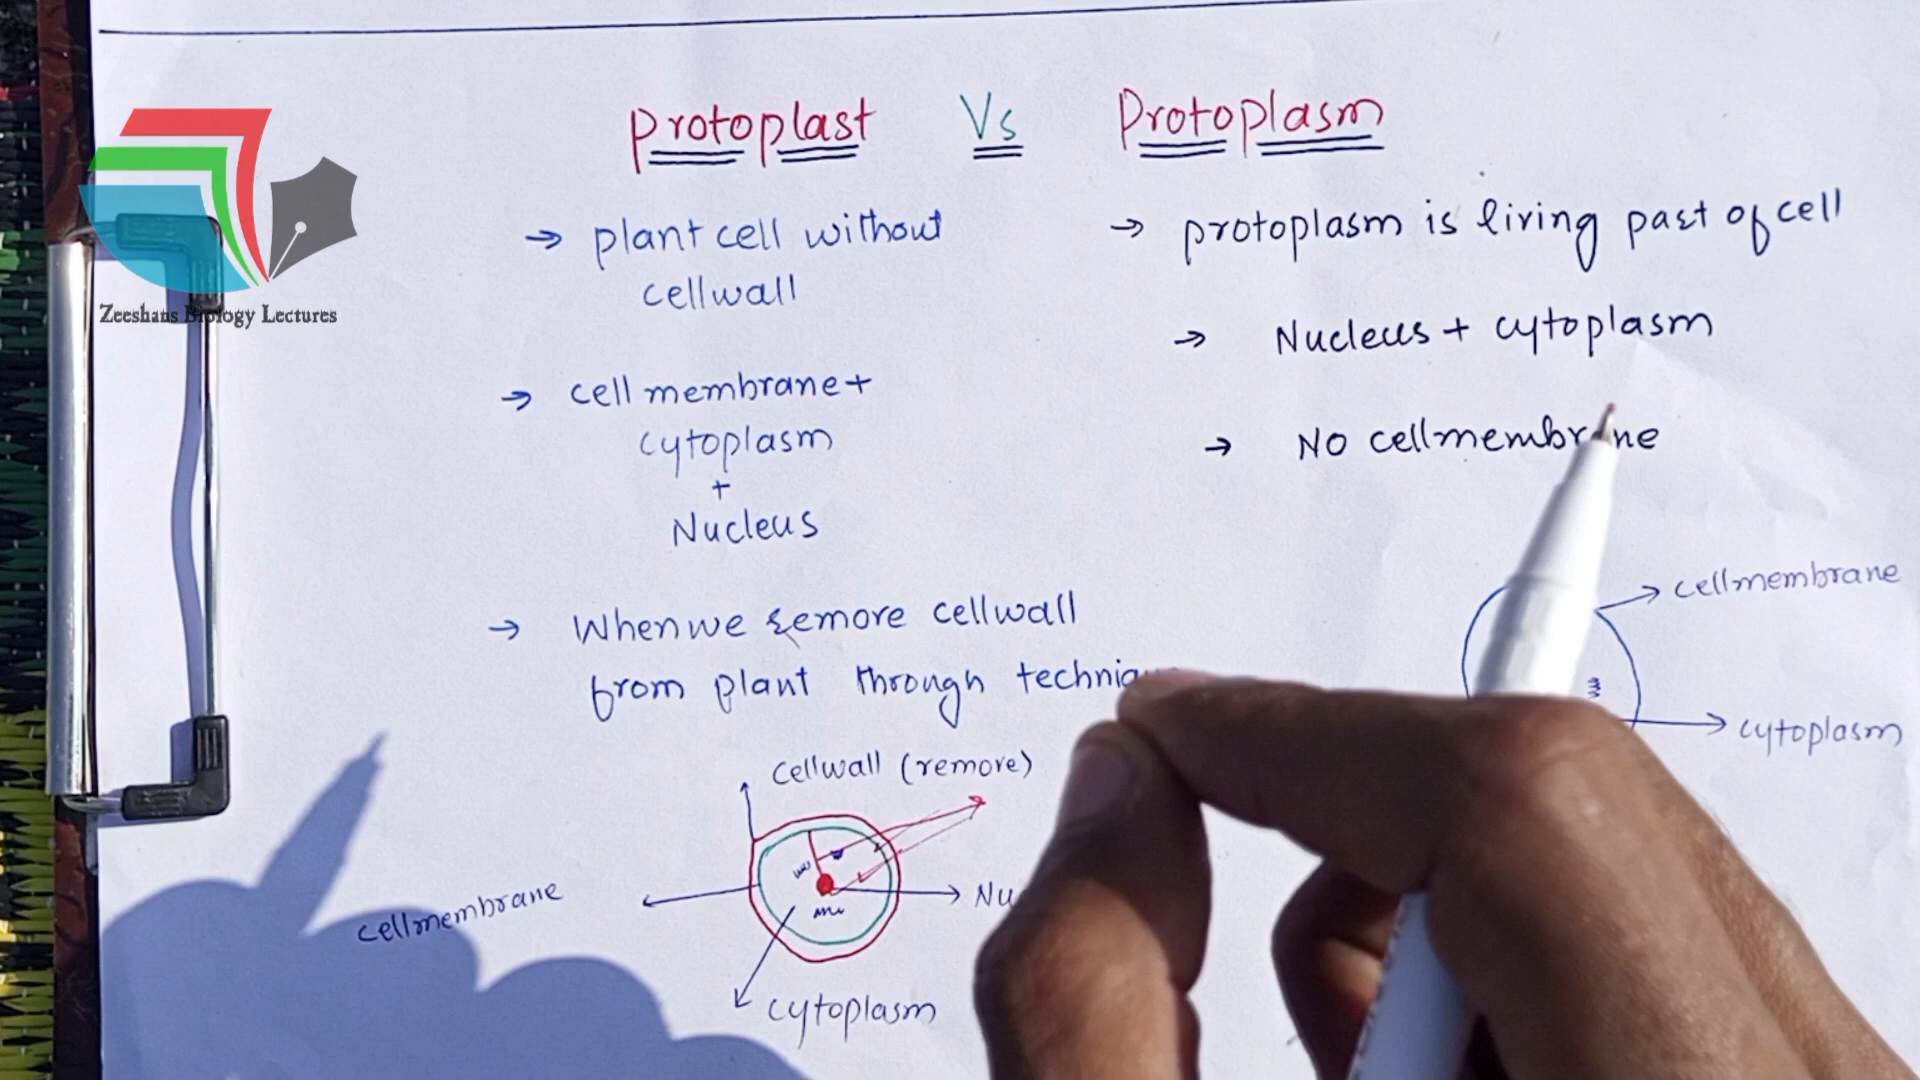 Protoplast Vs Protoplasm
→ plant cell without
cellwall
→ cell membrane +
cytoplasm
+
Nucleus
→ When we remove cellwall
from plant through
cellwall (remove)
cellmembrane
cytoplasm
→ protoplasm is living part of cell
→ Nucleus + cytoplasm
→ No cellmembrane
cellmembrane
cytoplasm
Zeeshans Biology Lectures